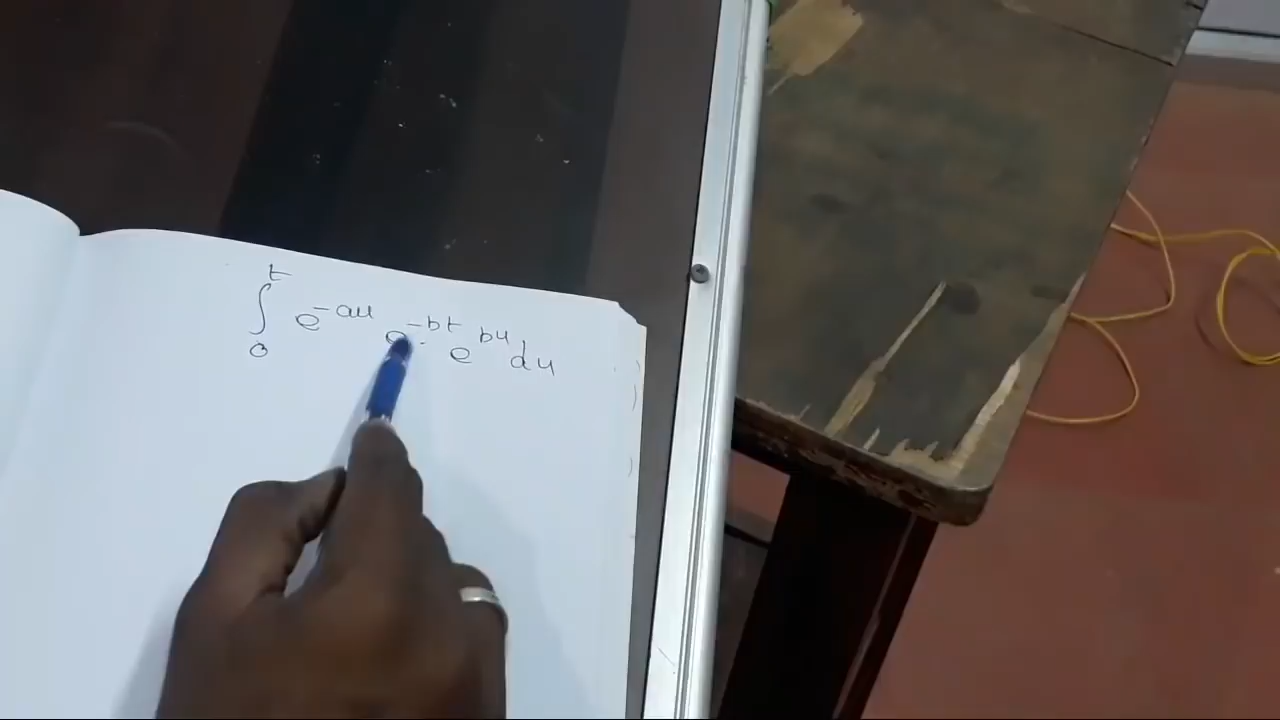 ∫₀ᵗ e^{-au} e^{-bt} · e^{bu} du